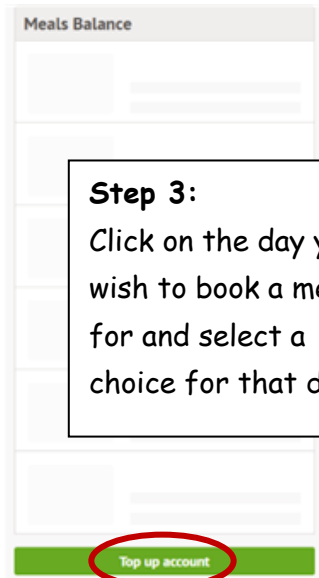 Meals Balance
Step 3:
Click on the day
wish to book a
for and select a
choice for that
Top up account